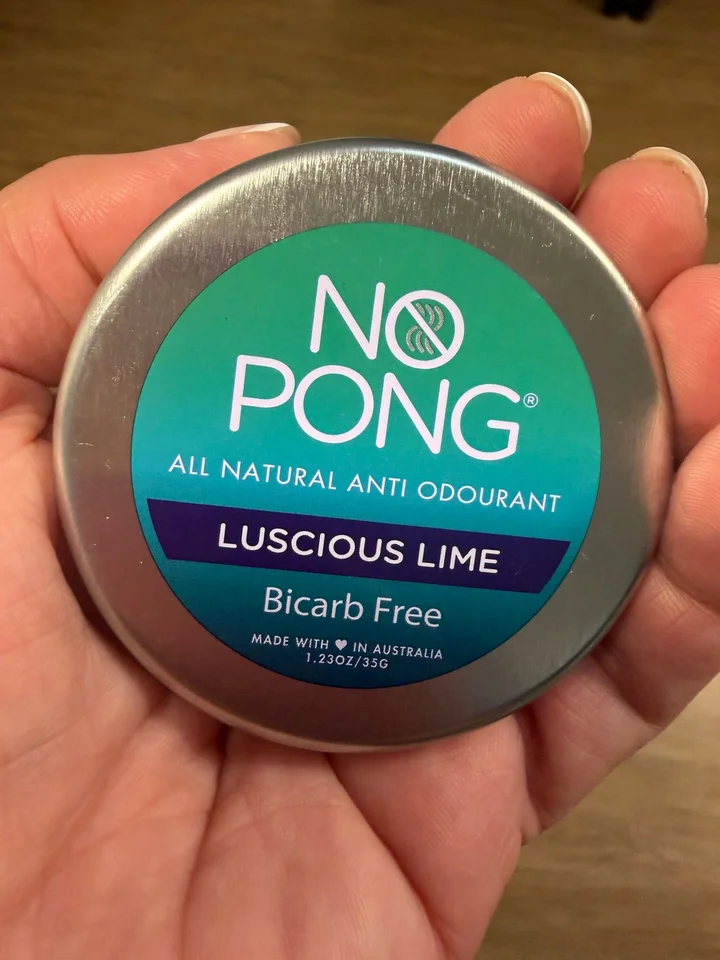 NO
PONG®
ALL NATURAL ANTI ODOURANT
LUSCIOUS LIME
Bicarb Free
MADE WITH ♥ IN AUSTRALIA
1.23OZ/35G